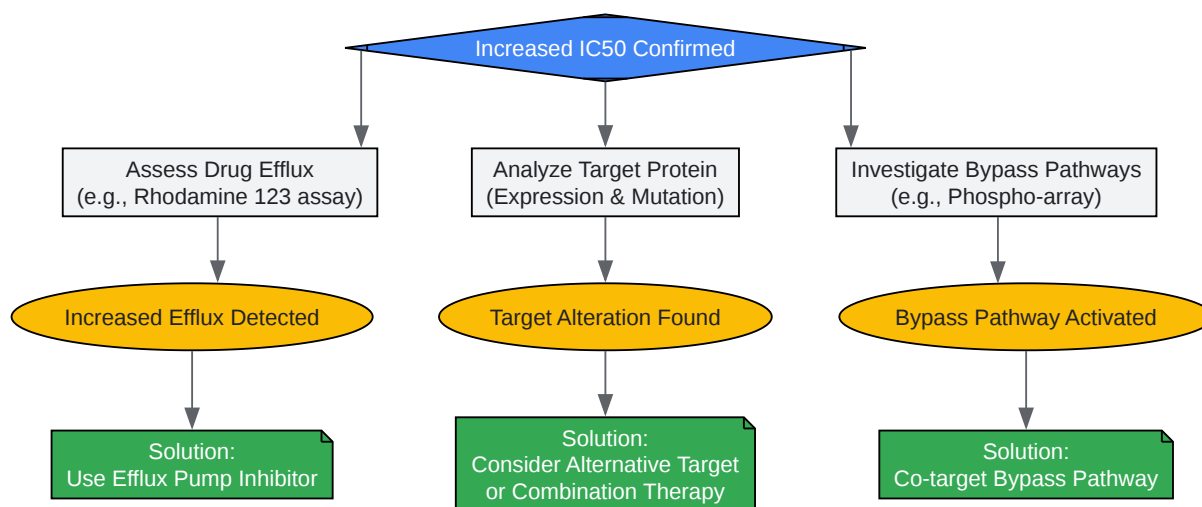 Increased IC50 Confirmed
Assess Drug Efflux
(e.g., Rhodamine 123 assay)
Analyze Target Protein
(Expression & Mutation)
Investigate Bypass Pathways
(e.g., Phospho-array)
Increased Efflux Detected
Target Alteration Found
Bypass Pathway Activated
Solution:
Use Efflux Pump Inhibitor
Solution:
Consider Alternative Target
or Combination Therapy
Solution:
Co-target Bypass Pathway